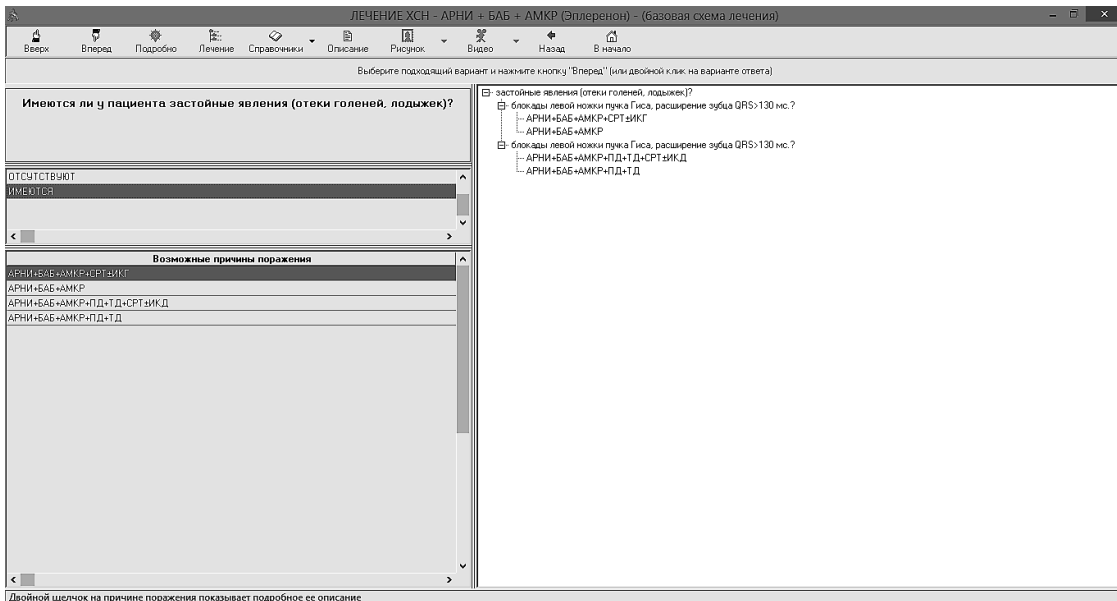 ЛЕЧЕНИЕ ХСН - АРНИ + БАБ + АМКР (Эплеренон) - (базовая схема лечения)
Вверх Вперед Подробно Лечение Справочники Описание Рисунок Видео Назад В начало
Выберите подходящий вариант и нажмите кнопку "Вперед" (или двойной клик на варианте ответа)
Имеются ли у пациента застойные явления (отеки голеней, лодыжек)?
ОТСУТСТВУЮТ
ИМЕЮТСЯ
Возможные причины поражения
АРНИ+БАБ+АМКР+СРТ±ИКГ
АРНИ+БАБ+АМКР
АРНИ+БАБ+АМКР+ПД+ТД+СРТ±ИКД
АРНИ+БАБ+АМКР+ПД+ТД
застойные явления (отеки голеней, лодыжек)?
блокады левой ножки пучка Гиса, расширение зубца QRS>130 мс.?
АРНИ+БАБ+АМКР+СРТ±ИКГ
АРНИ+БАБ+АМКР
блокады левой ножки пучка Гиса, расширение зубца QRS>130 мс.?
АРНИ+БАБ+АМКР+ПД+ТД+СРТ±ИКД
АРНИ+БАБ+АМКР+ПД+ТД
Двойной щелчок на причине поражения показывает подробное ее описание